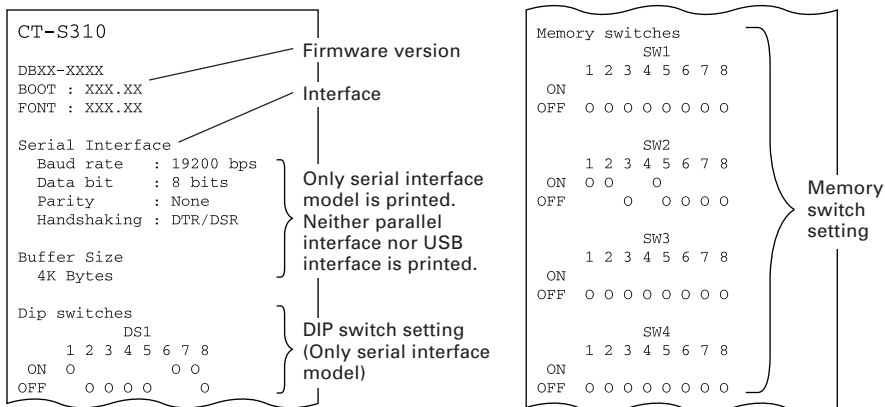 CT-S310
DBXX-XXXX
BOOT : XXX.XX
FONT : XXX.XX
Serial Interface
Baud rate : 19200 bps
Data bit : 8 bits
Parity : None
Handshaking : DTR/DSR
Buffer Size
4K Bytes
Dip switches
DS1
1 2 3 4 5 6 7 8
ON O O O
OFF O O O O O
Firmware version
Interface
Only serial interface
model is printed.
Neither parallel
interface nor USB
interface is printed.
DIP switch setting
(Only serial interface
model)
Memory switches
SW1
1 2 3 4 5 6 7 8
ON
OFF O O O O O O O O
SW2
1 2 3 4 5 6 7 8
ON O O O
OFF O O O O O
SW3
1 2 3 4 5 6 7 8
ON
OFF O O O O O O O O
SW4
1 2 3 4 5 6 7 8
ON
OFF O O O O O O O O
Memory
switch
setting